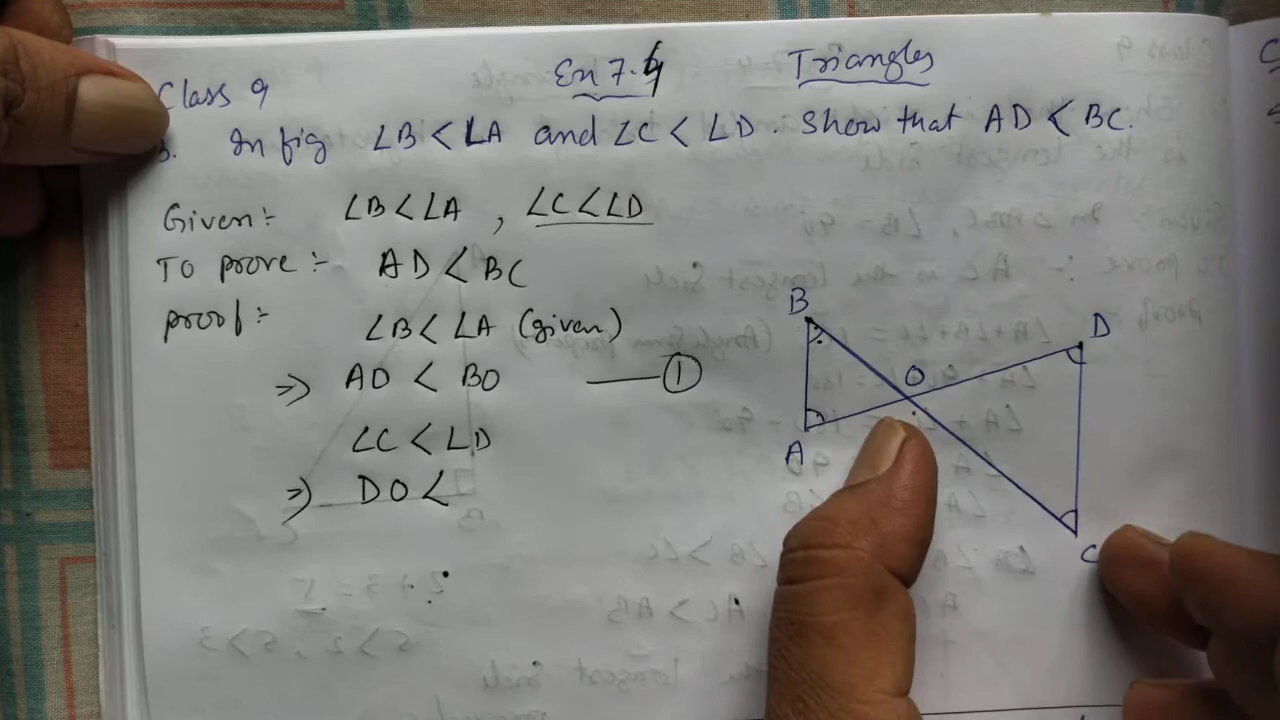 Class 9 Ex 7.4 Triangles
3. In fig ∠B < ∠A and ∠C < ∠D. Show that AD < BC.
Given:- ∠B < ∠A , ∠C < ∠D
To prove:- AD < BC
proof:- ∠B < ∠A (given)
⇒ AO < BO —— ①
∠C < ∠D
⇒ DO <
B
D
O
A
C